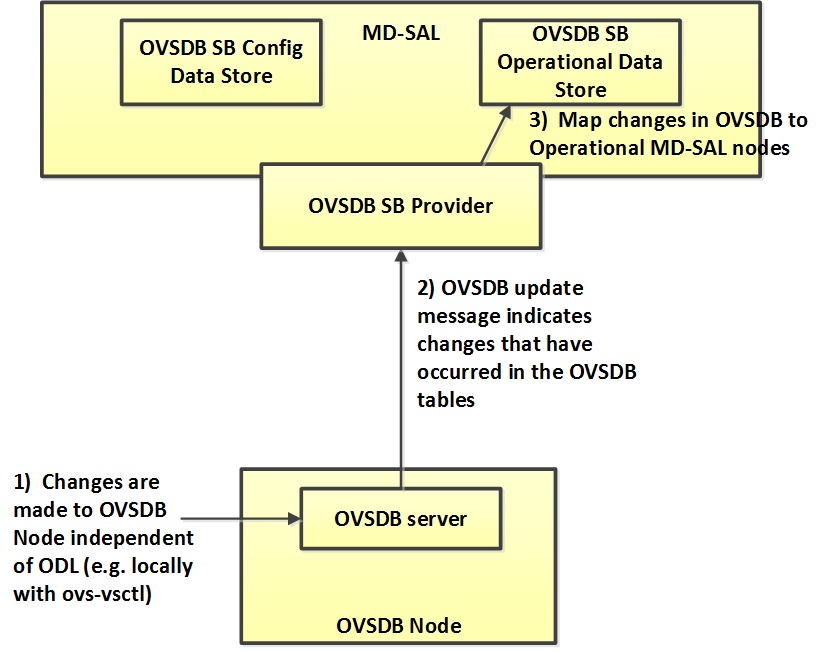 MD-SAL
OVSDB SB Config
Data Store
OVSDB SB
Operational Data
Store
3)  Map changes in OVSDB to
Operational MD-SAL nodes
OVSDB SB Provider
2) OVSDB update
message indicates
changes that have
occurred in the OVSDB
tables
1)  Changes are
made to OVSDB
Node independent
of ODL (e.g. locally
with ovs-vsctl)
OVSDB server
OVSDB Node